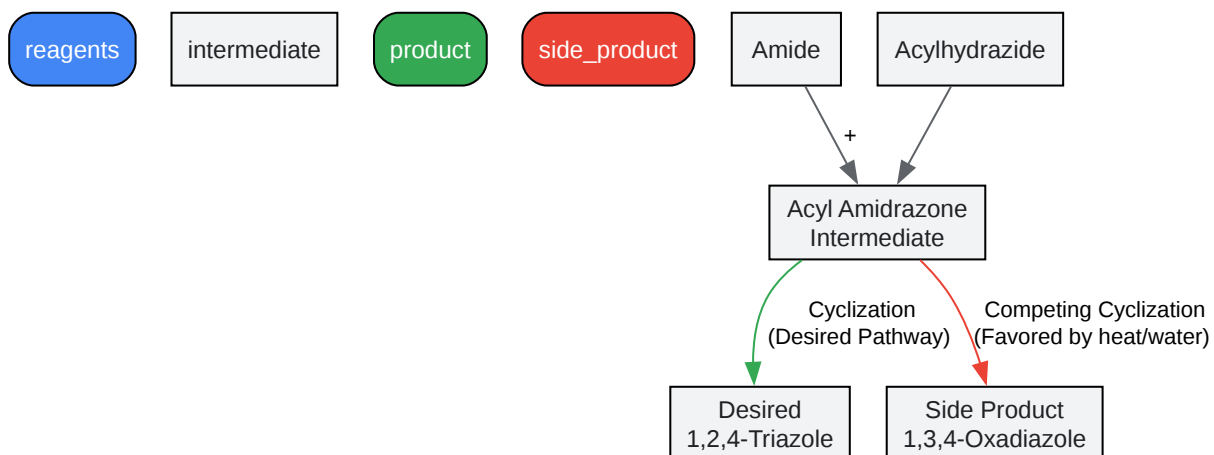 reagents
intermediate
product
side_product
Amide
Acylhydrazide
+
Acyl Amidrazone
Intermediate
Cyclization
(Desired Pathway)
Competing Cyclization
(Favored by heat/water)
Desired
1,2,4-Triazole
Side Product
1,3,4-Oxadiazole